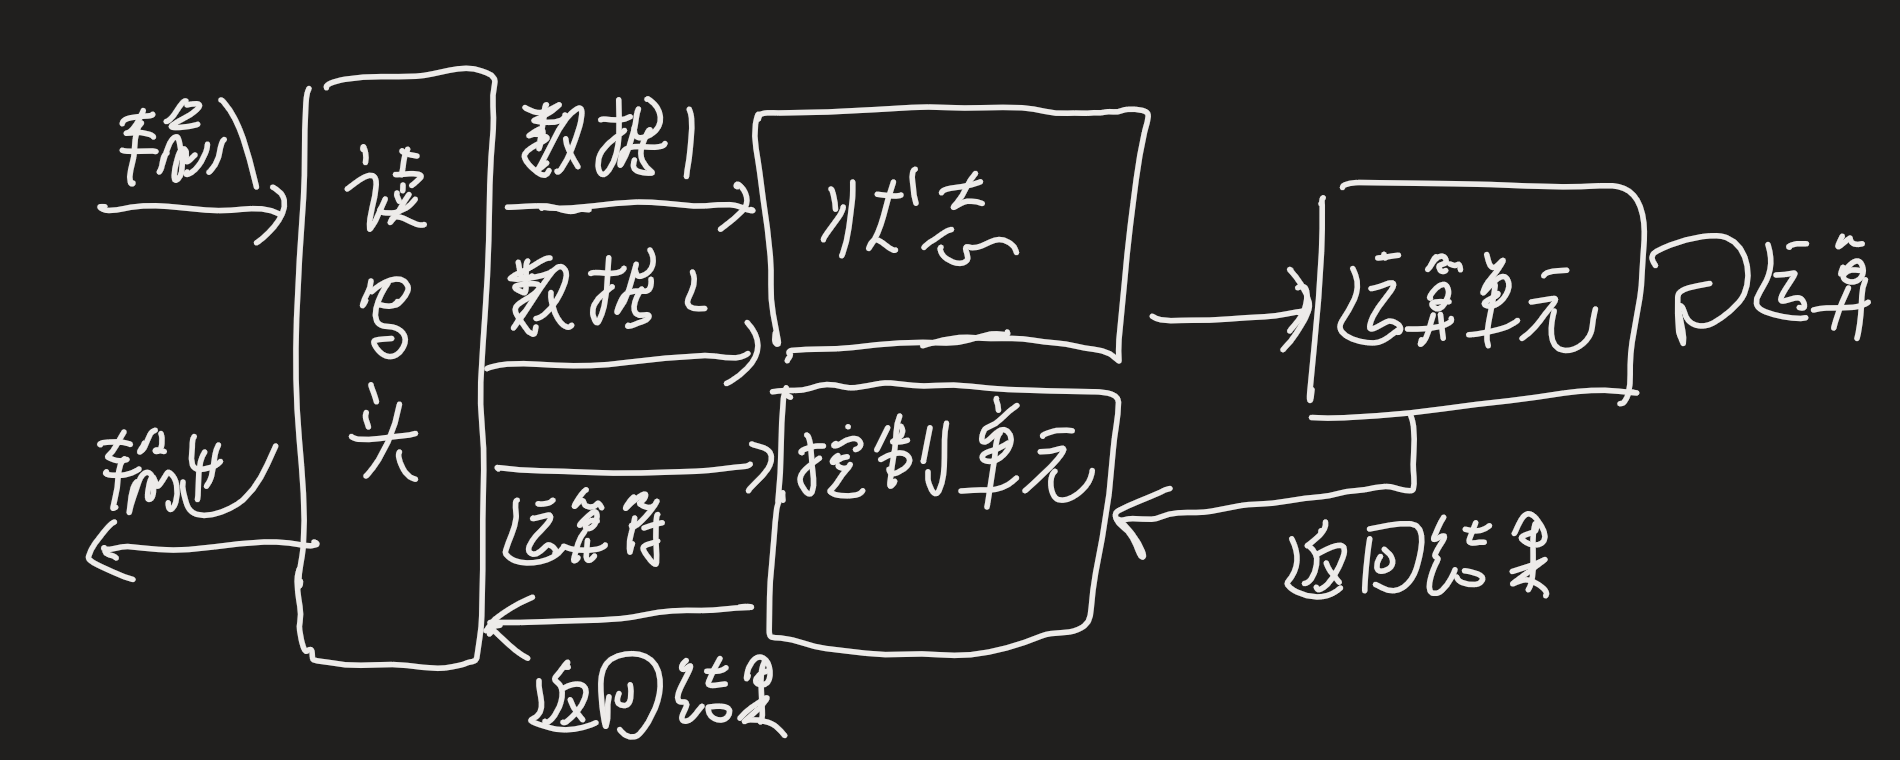 输入
读写头
数据1
数据2
状态
运算单元
运算
控制单元
运算符
输出
返回结果
返回结果